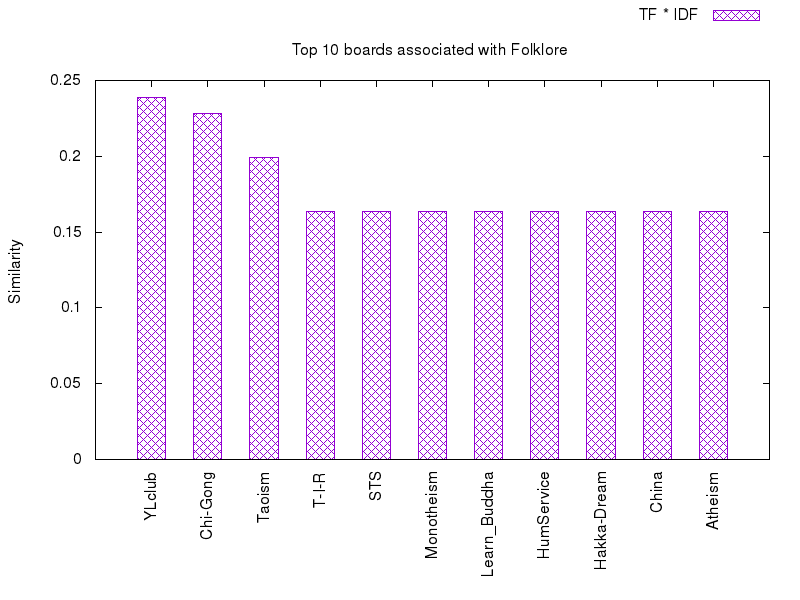 TF * IDF
Top 10 boards associated with Folklore
0.25
0.2
0.15
0.1
0.05
0
Similarity
YLclub
Chi-Gong
Taoism
T-I-R
STS
Monotheism
Learn_Buddha
HumService
Hakka-Dream
China
Atheism